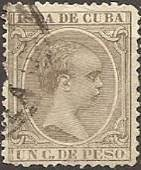 ISLA DE CUBA
UN C. DE PESO